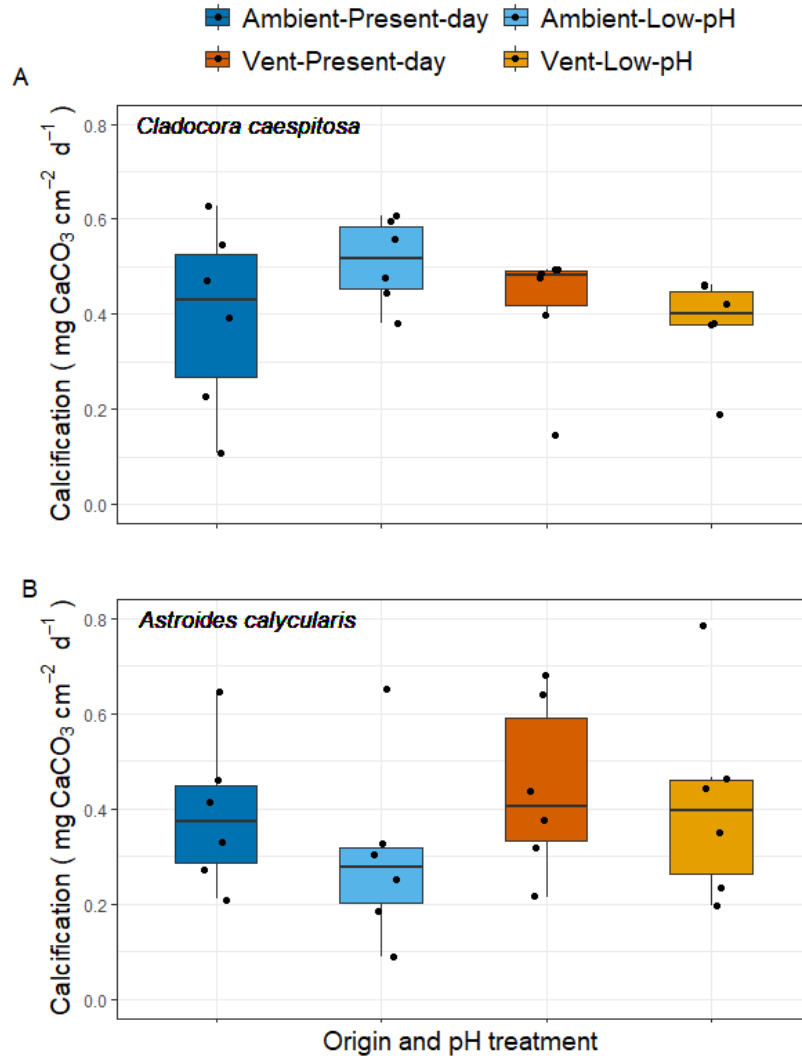 Ambient-Present-day Ambient-Low-pH
Vent-Present-day Vent-Low-pH
A
Cladocora caespitosa
0.8
0.6
0.4
0.2
0.0
Calcification ( mg CaCO₃ cm⁻² d⁻¹ )
B
Astroides calycularis
0.8
0.6
0.4
0.2
0.0
Calcification ( mg CaCO₃ cm⁻² d⁻¹ )
Origin and pH treatment